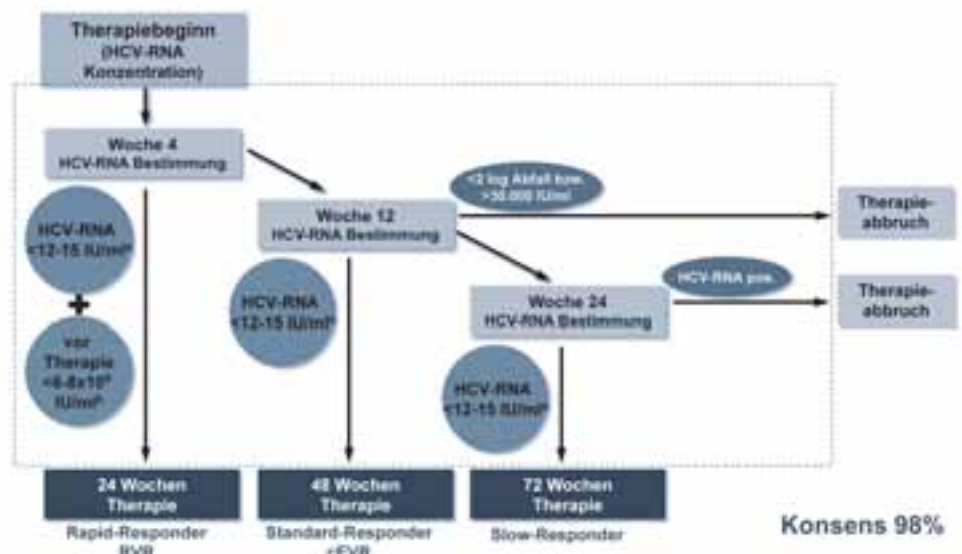 Therapiebeginn
(HCV-RNA
Konzentration)
Woche 4
HCV-RNA Bestimmung
HCV-RNA
<12-15 IU/ml
+
vor
Therapie
IU/ml
Woche 12
HCV-RNA Bestimmung
<2 log Abfall bzw.
>30.000 IU/ml
Therapie-
abbruch
HCV-RNA
<12-15 IU/ml
Woche 24
HCV-RNA Bestimmung
HCV-RNA pos.
Therapie-
abbruch
HCV-RNA
<12-15 IU/ml
24 Wochen
Therapie
Rapid-Responder
RVR
48 Wochen
Therapie
Standard-Responder
cEVR
72 Wochen
Therapie
Slow-Responder
Konsens 98%